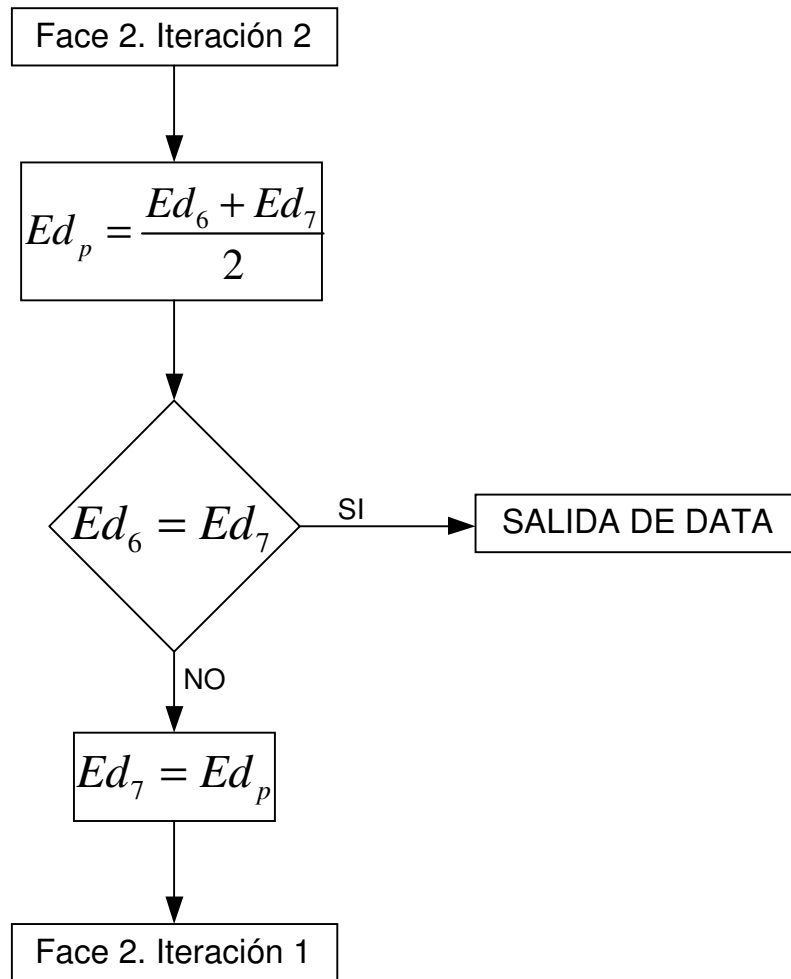 Face 2. Iteración 2
Ed_p = \frac{Ed_6 + Ed_7}{2}
Ed_6 = Ed_7
SI
SALIDA DE DATA
NO
Ed_7 = Ed_p
Face 2. Iteración 1